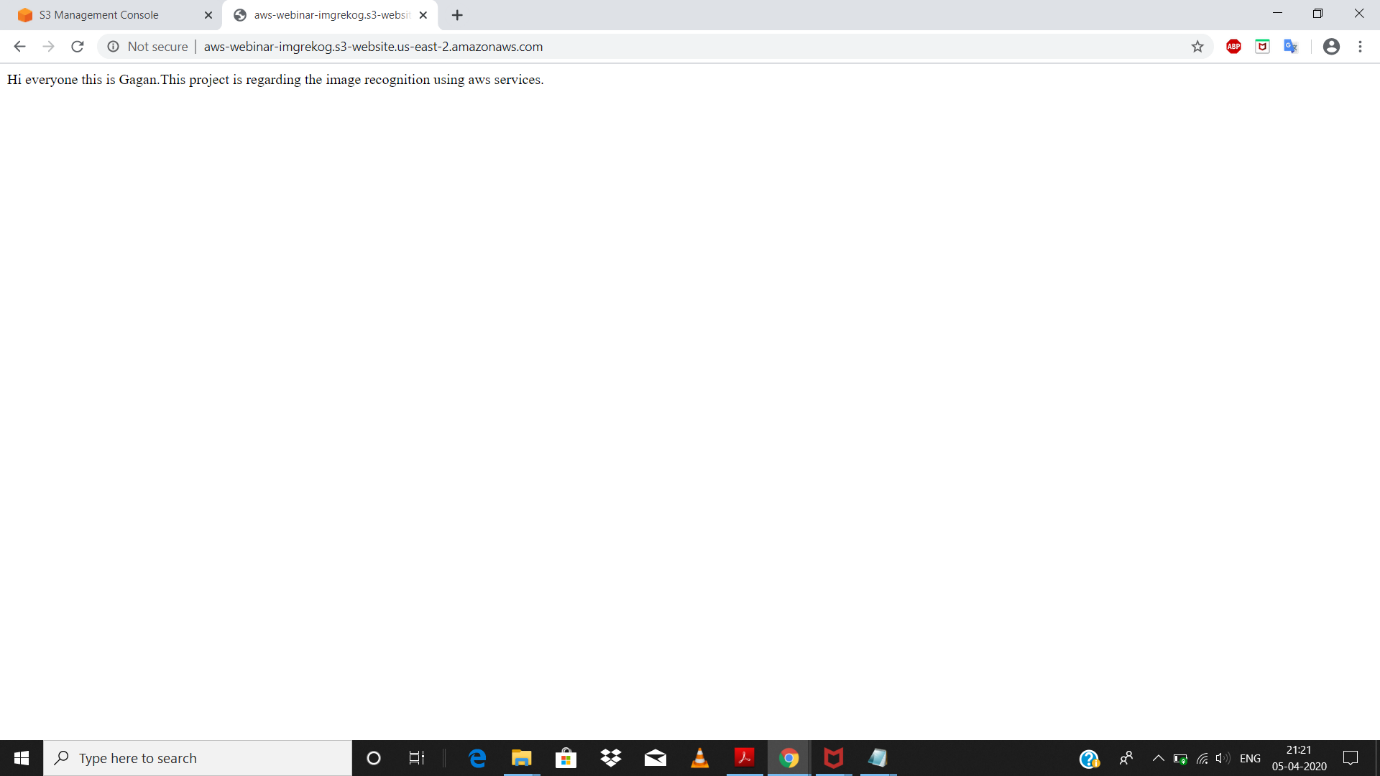 S3 Management Console
aws-webinar-imgrekog.s3-websit
Not secure | aws-webinar-imgrekog.s3-website.us-east-2.amazonaws.com
ABP
Hi everyone this is Gagan.This project is regarding the image recognition using aws services.
Type here to search
ENG
21:21
05-04-2020